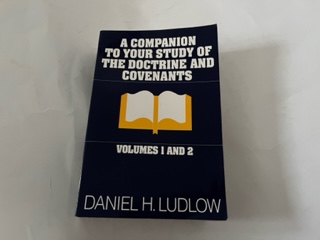 A COMPANION
TO YOUR STUDY OF
THE DOCTRINE AND
COVENANTS
VOLUMES 1 AND 2
DANIEL H. LUDLOW